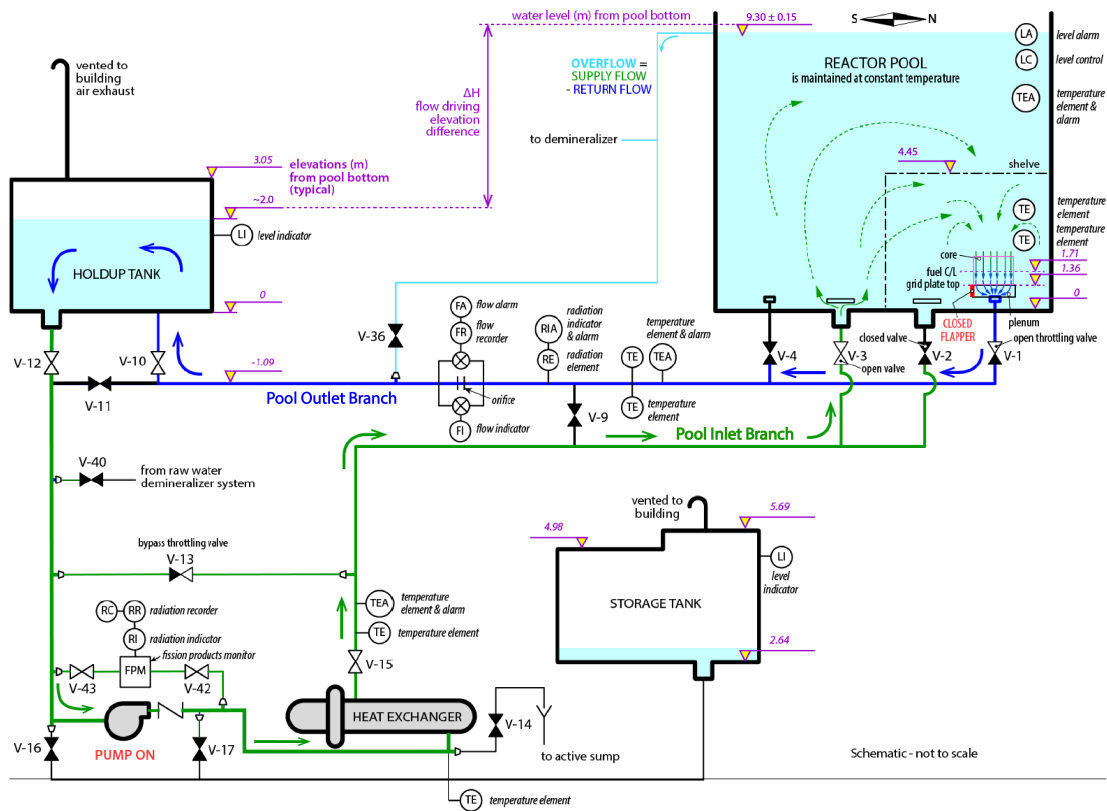 water level (m) from pool bottom
9.30 ± 0.15
S
N
LA
level alarm
LC
level control
TEA
temperature
element &
alarm
REACTOR POOL
is maintained at constant temperature
OVERFLOW =
SUPPLY FLOW
- RETURN FLOW
vented to
building
air exhaust
ΔH
flow driving
elevation
difference
to demineralizer
3.05
elevations (m)
from pool bottom
(typical)
~2.0
LI
level indicator
HOLDUP TANK
0
4.45
shelve
TE
temperature
element
TE
temperature
element
core
fuel C/L
grid plate top
1.71
1.36
0
CLOSED
FLAPPER
plenum
open throttling valve
closed valve
V-12
V-10
V-11
-1.09
V-36
FA
flow alarm
FR
flow
recorder
orifice
FI
flow indicator
RIA
radiation
indicator
& alarm
RE
radiation
element
TE
TEA
temperature
element & alarm
TE
temperature
element
V-4
V-3
open valve
V-2
V-1
Pool Outlet Branch
V-9
Pool Inlet Branch
V-40
from raw water
demineralizer system
bypass throttling valve
V-13
RC
RR
radiation recorder
RI
radiation indicator
fission products monitor
FPM
V-43
V-42
TEA
temperature
element & alarm
TE
temperature element
V-15
vented to
building
4.98
5.69
LI
level
indicator
STORAGE TANK
2.64
HEAT EXCHANGER
V-14
to active sump
V-16
PUMP ON
V-17
TE
temperature element
Schematic - not to scale